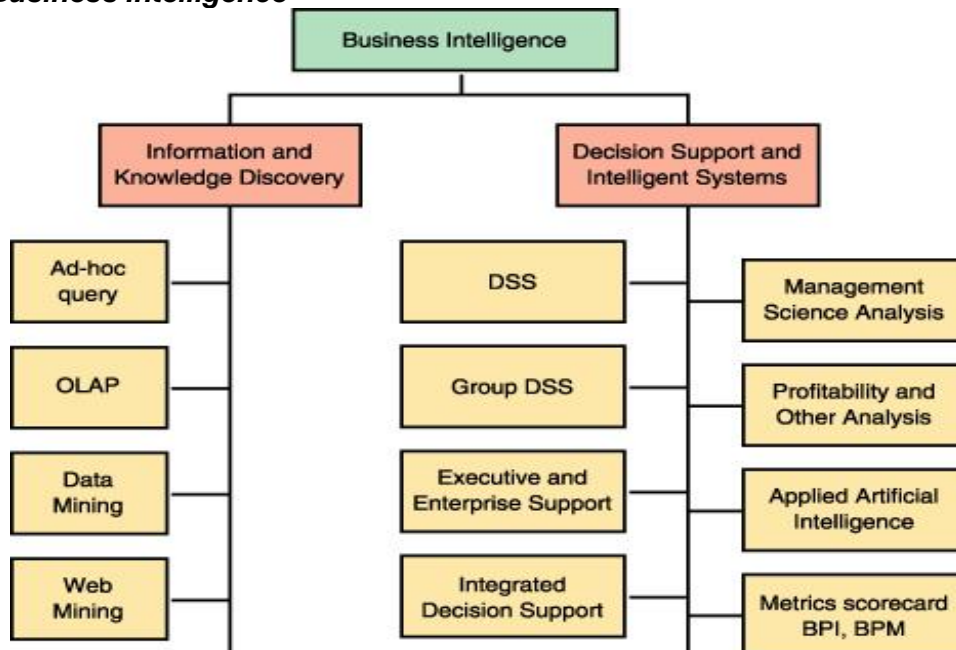 Business Intelligence
Business Intelligence
Information and
Knowledge Discovery
Decision Support and
Intelligent Systems
Ad-hoc
query
OLAP
Data
Mining
Web
Mining
DSS
Group DSS
Executive and
Enterprise Support
Integrated
Decision Support
Management
Science Analysis
Profitability and
Other Analysis
Applied Artificial
Intelligence
Metrics scorecard
BPI, BPM